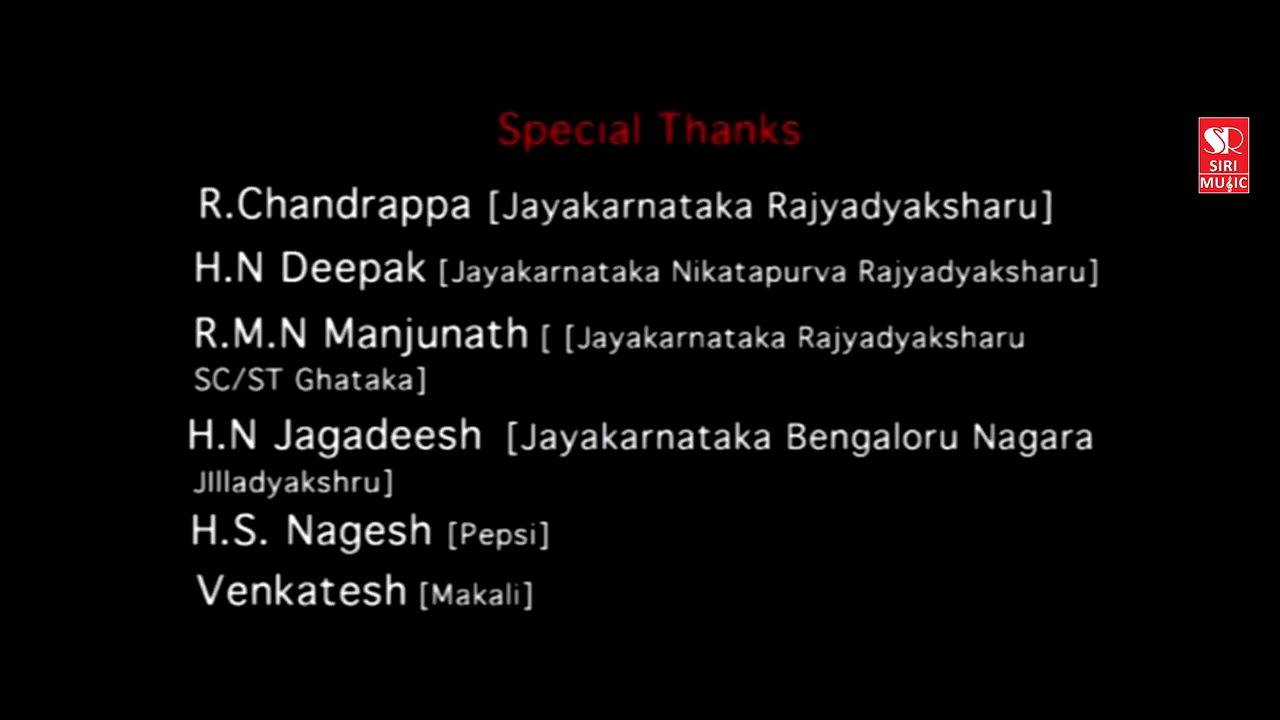 Special Thanks
SR
SIRI
MUSIC
R.Chandrappa [Jayakarnataka Rajyadyaksharu]
H.N Deepak [Jayakarnataka Nikatapurva Rajyadyaksharu]
R.M.N Manjunath [ [Jayakarnataka Rajyadyaksharu
SC/ST Ghataka]
H.N Jagadeesh [Jayakarnataka Bengaloru Nagara
JIlladyakshru]
H.S. Nagesh [Pepsi]
Venkatesh [Makali]